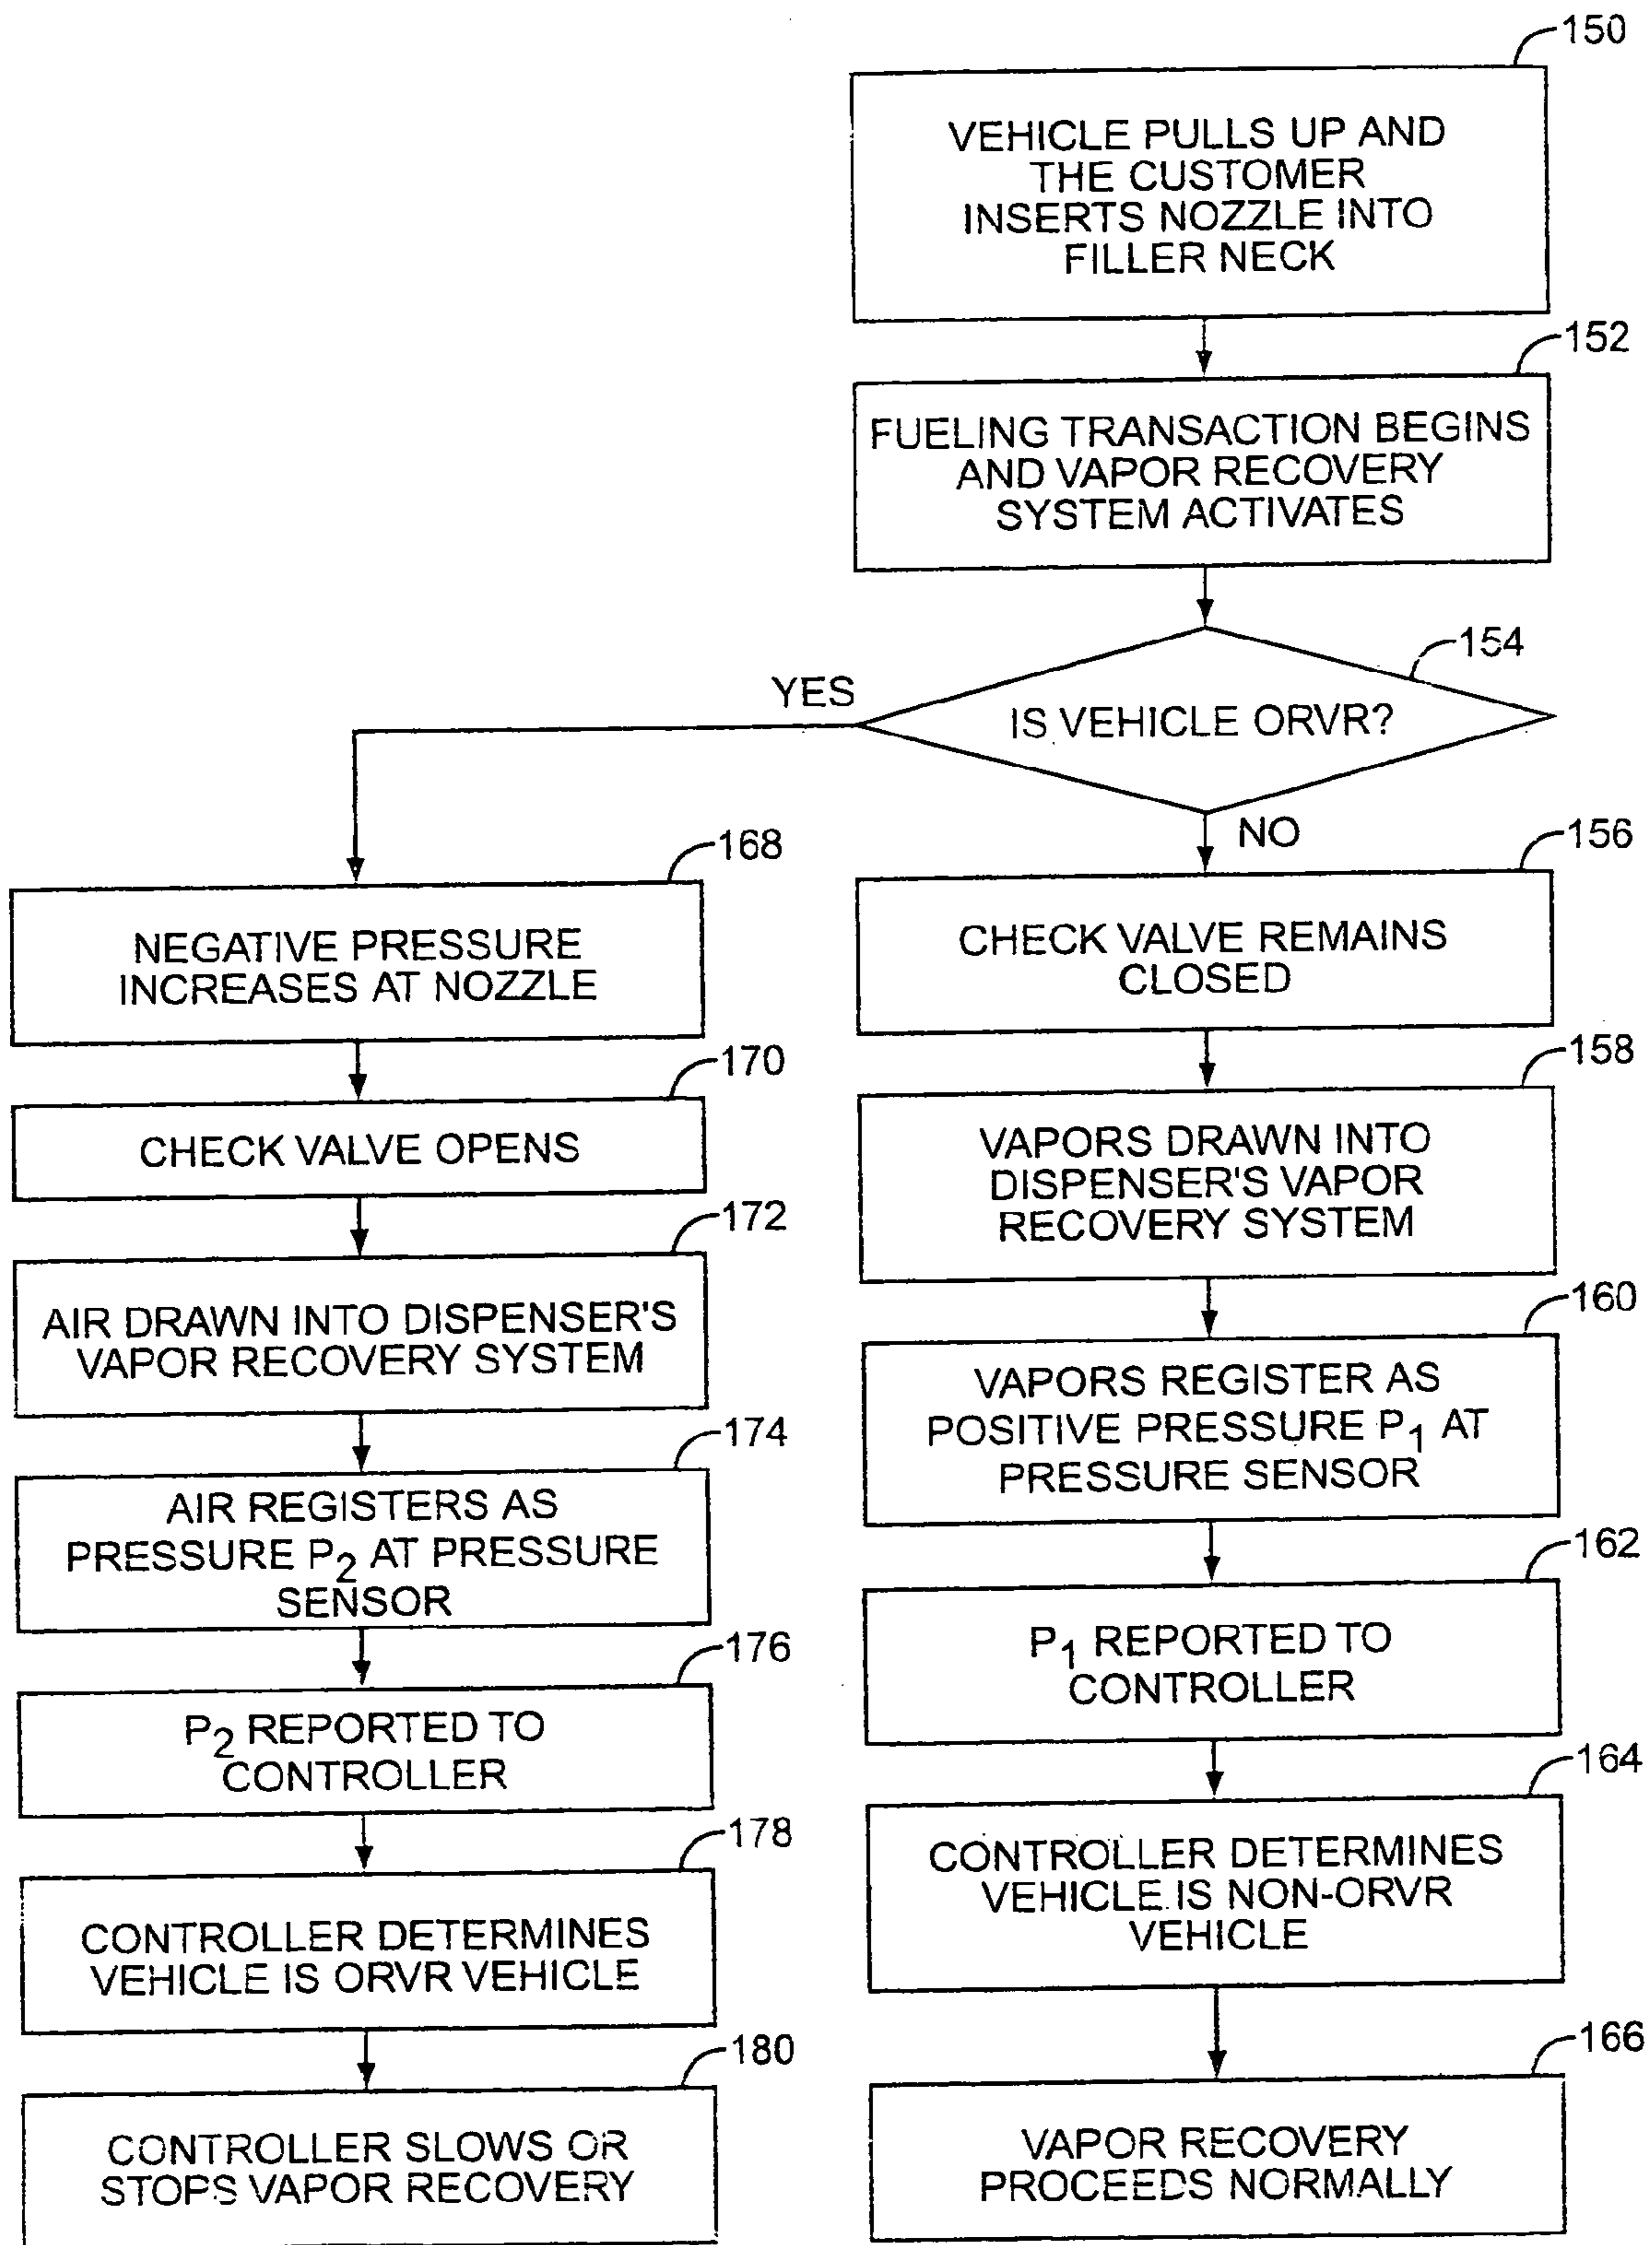 150
VEHICLE PULLS UP AND
THE CUSTOMER
INSERTS NOZZLE INTO
FILLER NECK
152
FUELING TRANSACTION BEGINS
AND VAPOR RECOVERY
SYSTEM ACTIVATES
154
YES
IS VEHICLE ORVR?
NO
168
NEGATIVE PRESSURE
INCREASES AT NOZZLE
170
CHECK VALVE OPENS
172
AIR DRAWN INTO DISPENSER'S
VAPOR RECOVERY SYSTEM
174
AIR REGISTERS AS
PRESSURE P2 AT PRESSURE
SENSOR
176
P2 REPORTED TO
CONTROLLER
178
CONTROLLER DETERMINES
VEHICLE IS ORVR VEHICLE
180
CONTROLLER SLOWS OR
STOPS VAPOR RECOVERY
156
CHECK VALVE REMAINS
CLOSED
158
VAPORS DRAWN INTO
DISPENSER'S VAPOR
RECOVERY SYSTEM
160
VAPORS REGISTER AS
POSITIVE PRESSURE P1 AT
PRESSURE SENSOR
162
P1 REPORTED TO
CONTROLLER
164
CONTROLLER DETERMINES
VEHICLE IS NON-ORVR
VEHICLE
166
VAPOR RECOVERY
PROCEEDS NORMALLY